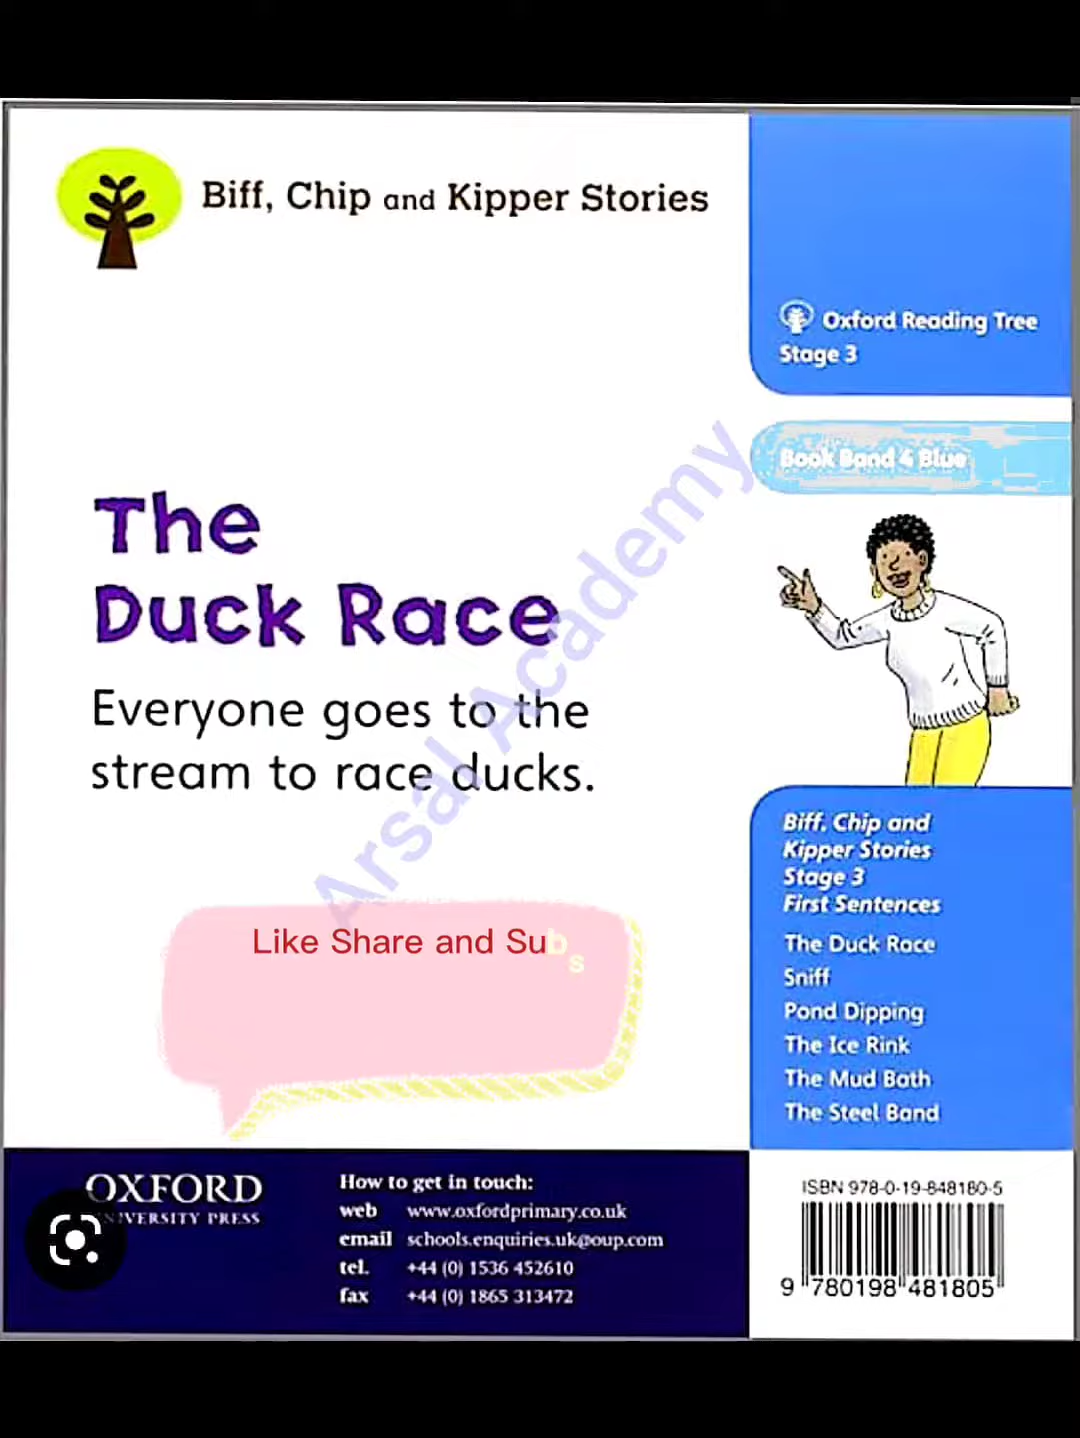 Biff, Chip and Kipper Stories
Oxford Reading Tree
Stage 3
Book Band 4 Blue
The
Duck Race
Everyone goes to the
stream to race ducks.
Arsal Academy
Like Share and Subs
Biff, Chip and
Kipper Stories
Stage 3
First Sentences
The Duck Race
Sniff
Pond Dipping
The Ice Rink
The Mud Bath
The Steel Band
OXFORD
UNIVERSITY PRESS
How to get in touch:
web www.oxfordprimary.co.uk
email schools.enquiries.uk@oup.com
tel. +44 (0) 1536 452610
fax +44 (0) 1865 313472
ISBN 978-0-19-848180-5
9 780198 481805